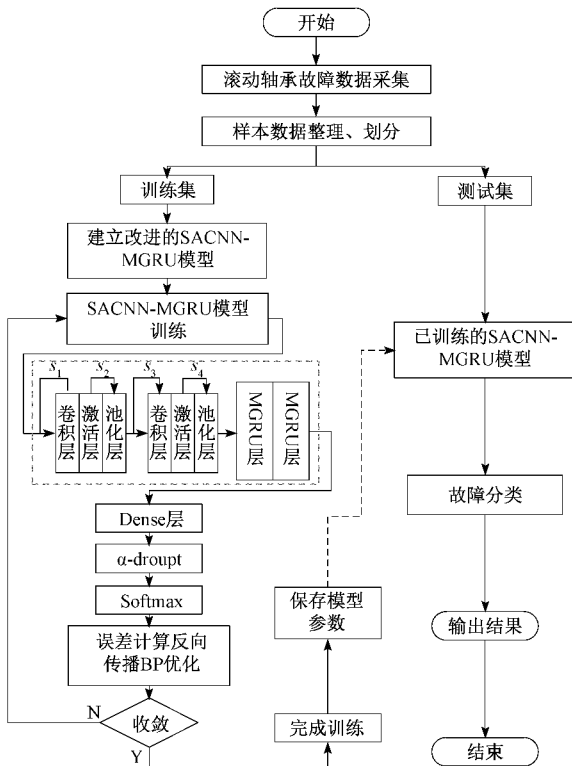 开始
滚动轴承故障数据采集
样本数据整理、划分
训练集
测试集
建立改进的SACNN-
MGRU模型
SACNN-MGRU模型
训练
已训练的SACNN-
MGRU模型
s1
s2
s3
s4
卷积层
激活层
池化层
卷积层
激活层
池化层
MGRU层
MGRU层
Dense层
α-droupt
Softmax
误差计算反向
传播BP优化
收敛
N
Y
完成训练
保存模型
参数
故障分类
输出结果
结束